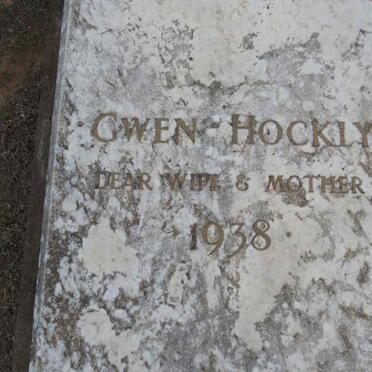 GWEN HOCKLY
DEAR WIFE & MOTHER
1938